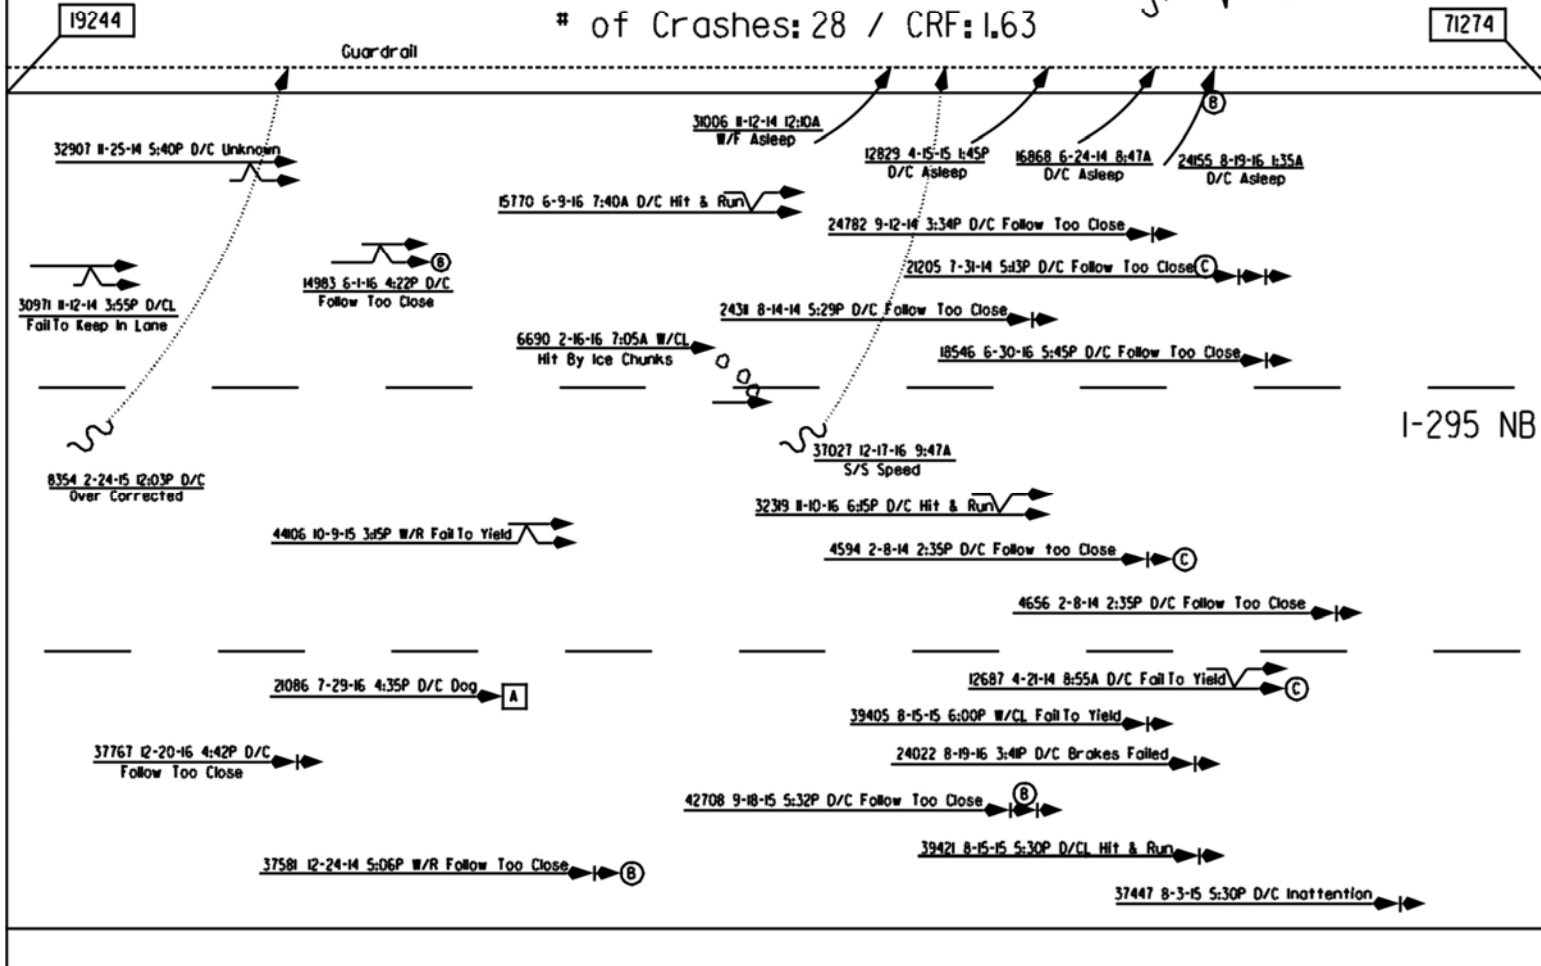 19244
# of Crashes: 28 / CRF: 1.63
71274
Guardrail
31006 11-12-14 12:10A
W/F Asleep
32907 11-25-14 5:40P D/C Unknown
12829 4-15-15 1:45P
D/C Asleep
16868 6-24-14 8:47A
D/C Asleep
B
24155 8-19-16 1:35A
D/C Asleep
15770 6-9-16 7:40A D/C Hit & Run
24782 9-12-14 3:34P D/C Follow Too Close
14983 6-1-16 4:22P D/C
Follow Too Close
B
21205 7-31-14 5:13P D/C Follow Too Close
C
30971 11-12-14 3:55P D/CL
Fail To Keep In Lane
24311 8-14-14 5:29P D/C Follow Too Close
6690 2-16-16 7:05A W/CL
Hit By Ice Chunks
18546 6-30-16 5:45P D/C Follow Too Close
I-295 NB
37027 12-17-16 9:47A
S/S Speed
8354 2-24-15 12:03P D/C
Over Corrected
32319 11-10-16 6:15P D/C Hit & Run
44106 10-9-15 3:15P W/R Fail To Yield
4594 2-8-14 2:35P D/C Follow too Close
C
4656 2-8-14 2:35P D/C Follow Too Close
12687 4-21-14 8:55A D/C Fail To Yield
C
21086 7-29-16 4:35P D/C Dog
A
39405 8-15-15 6:00P W/CL Fail To Yield
37767 12-20-16 4:42P D/C
Follow Too Close
24022 8-19-16 3:41P D/C Brakes Failed
42708 9-18-15 5:32P D/C Follow Too Close
B
39421 8-15-15 5:30P D/CL Hit & Run
37581 12-24-14 5:06P W/R Follow Too Close
B
37447 8-3-15 5:30P D/C Inattention